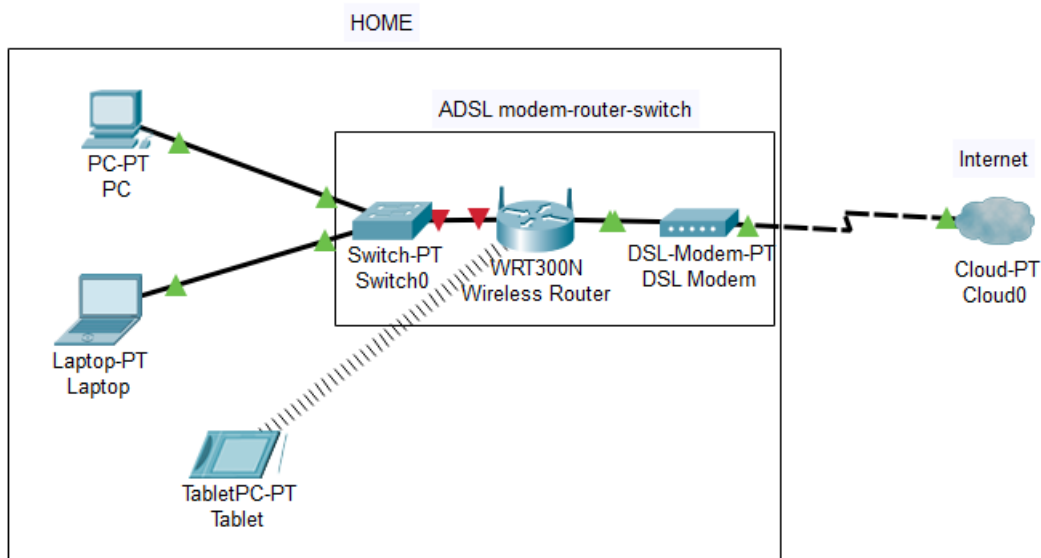 HOME
ADSL modem-router-switch
PC-PT
PC
Internet
Switch-PT
Switch0
WRT300N
Wireless Router
DSL-Modem-PT
DSL Modem
Cloud-PT
Cloud0
Laptop-PT
Laptop
TabletPC-PT
Tablet